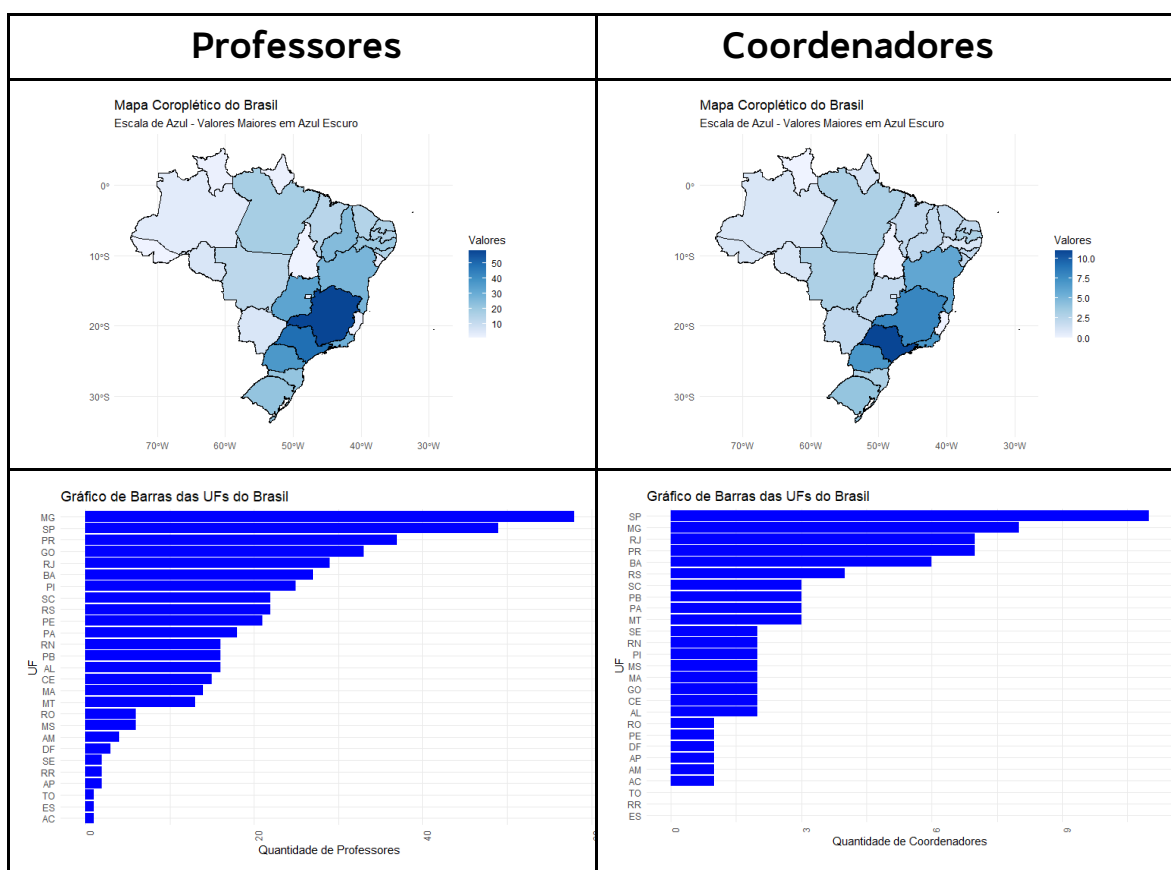 Professores
Coordenadores
Mapa Coroplético do Brasil
Escala de Azul - Valores Maiores em Azul Escuro
0°
10°S
20°S
30°S
70°W
60°W
50°W
40°W
30°W
Valores
50
40
30
20
10
Mapa Coroplético do Brasil
Escala de Azul - Valores Maiores em Azul Escuro
0°
10°S
20°S
30°S
70°W
60°W
50°W
40°W
30°W
Valores
10.0
7.5
5.0
2.5
0.0
Gráfico de Barras das UFs do Brasil
UF
MG
SP
PR
GO
RJ
BA
PI
SC
RS
PE
PA
RN
PB
AL
CE
MA
MT
RO
MS
AM
DF
SE
RR
AP
TO
ES
AC
0
20
40
Quantidade de Professores
Gráfico de Barras das UFs do Brasil
UF
SP
MG
RJ
PR
BA
RS
SC
PB
PA
MT
SE
RN
PI
MS
MA
GO
CE
AL
RO
PE
DF
AP
AM
AC
TO
RR
ES
0
3
6
9
Quantidade de Coordenadores